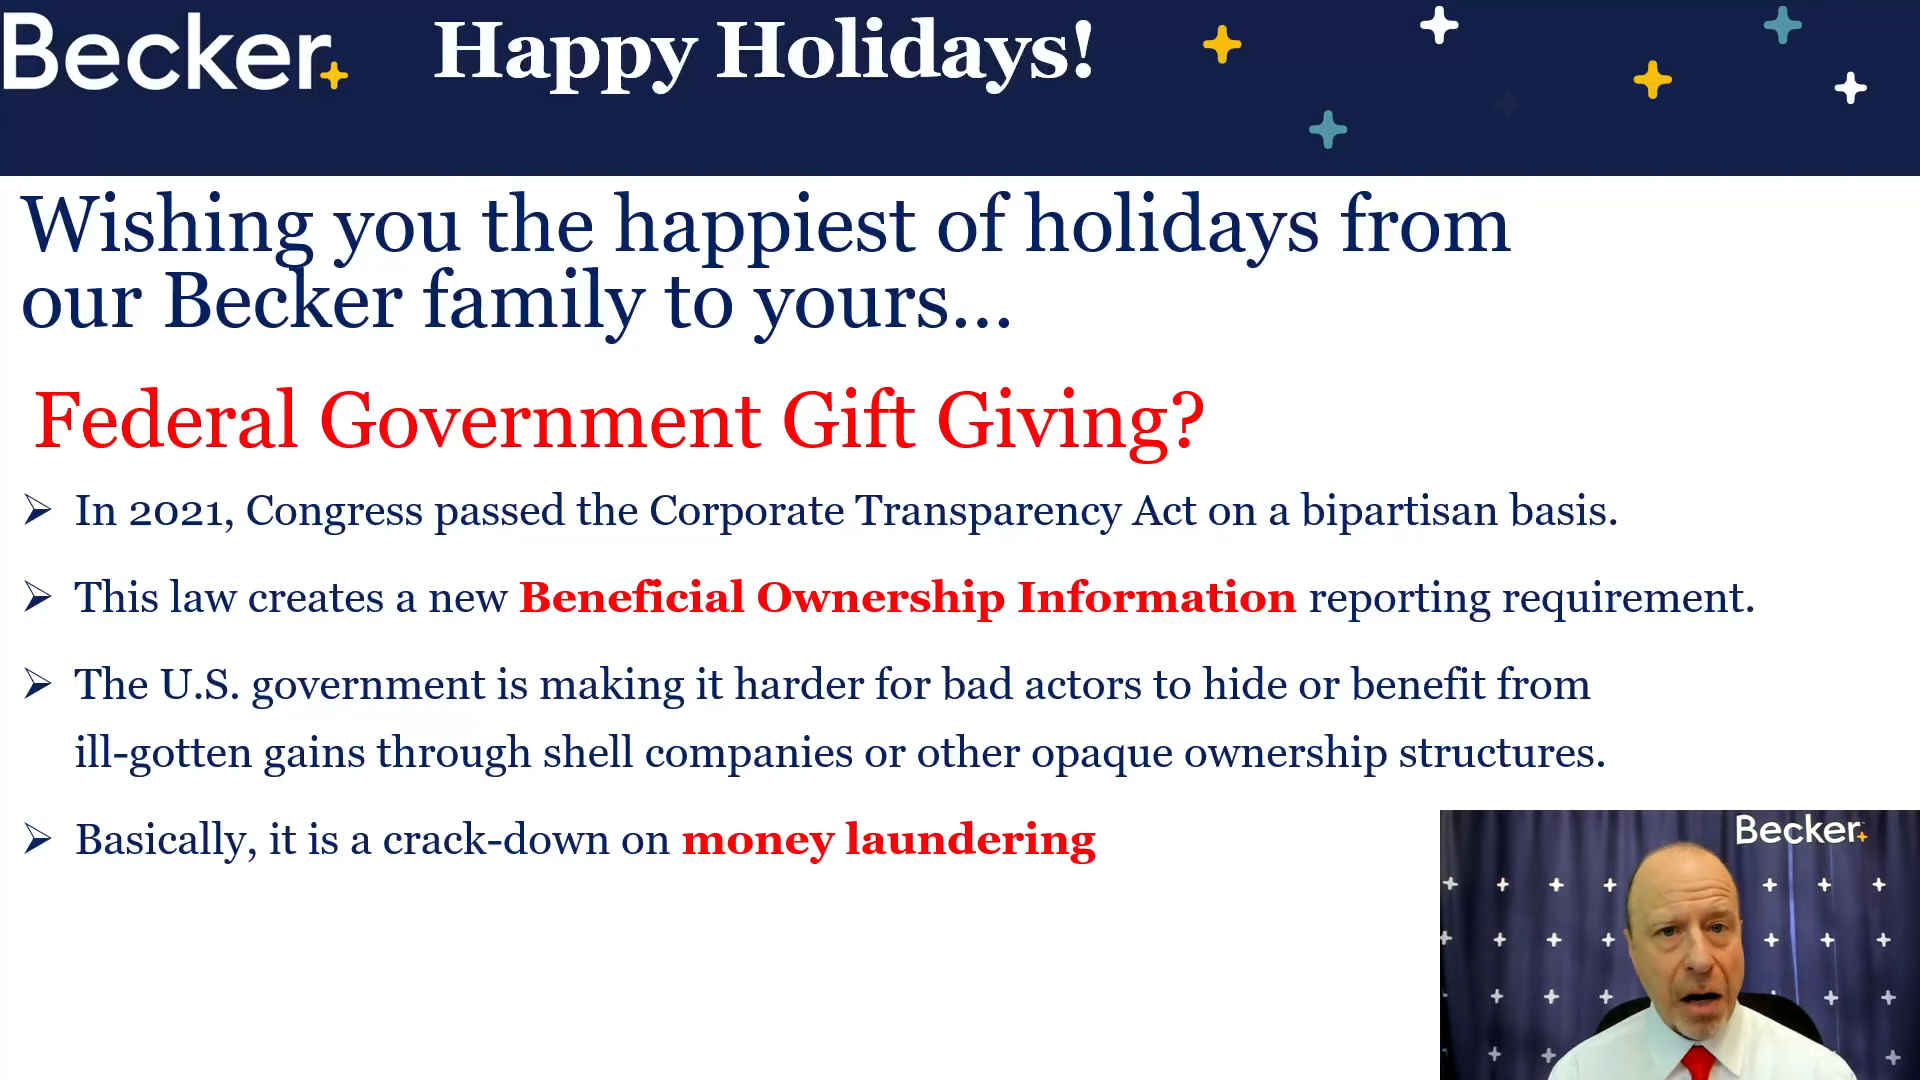 Becker
Happy Holidays!
Wishing you the happiest of holidays from
our Becker family to yours...
Federal Government Gift Giving?
In 2021, Congress passed the Corporate Transparency Act on a bipartisan basis.
This law creates a new Beneficial Ownership Information reporting requirement.
The U.S. government is making it harder for bad actors to hide or benefit from
ill-gotten gains through shell companies or other opaque ownership structures.
Basically, it is a crack-down on money laundering
Becker